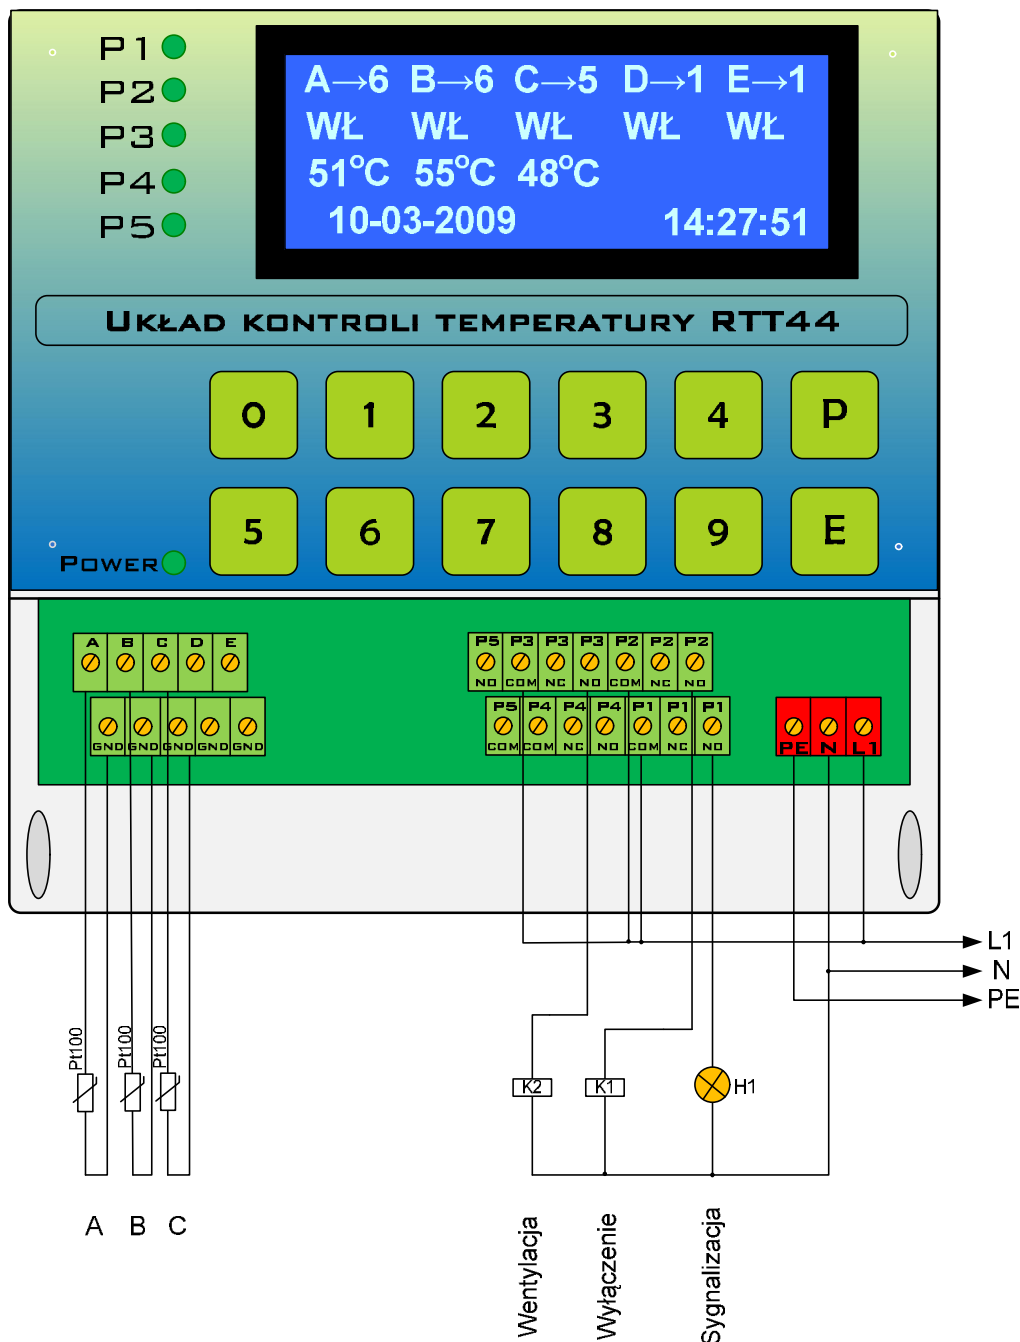 P1
P2
P3
P4
P5
A→6 B→6 C→5 D→1 E→1
WŁ WŁ WŁ WŁ WŁ
51°C 55°C 48°C
10-03-2009 14:27:51
UKŁAD KONTROLI TEMPERATURY RTT44
0 1 2 3 4 P
5 6 7 8 9 E
POWER
A B C D E
GND GND GND GND GND
P5 P3 P3 P3 P2 P2 P2
NO COM NC NO COM NC NO
P5 P4 P4 P4 P1 P1 P1
COM COM NC NO COM NC NO
PE N L1
L1
N
PE
Pt100 Pt100 Pt100
K2 K1 H1
A B C
Wentylacja
Wyłączenie
Sygnalizacja